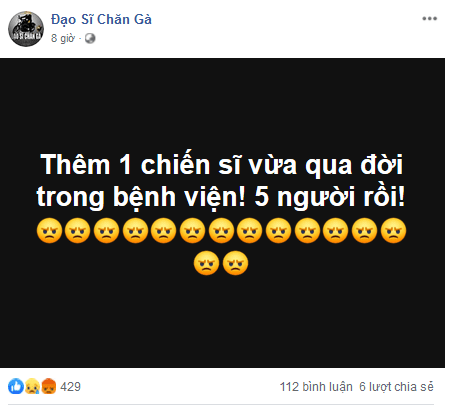 Đạo Sĩ Chăn Gà
8 giờ ·
Thêm 1 chiến sĩ vừa qua đời
trong bệnh viện! 5 người rồi!
😡😡😡😡😡😡😡😡😡😡😡😡😡
😡😡
429
112 bình luận 6 lượt chia sẻ